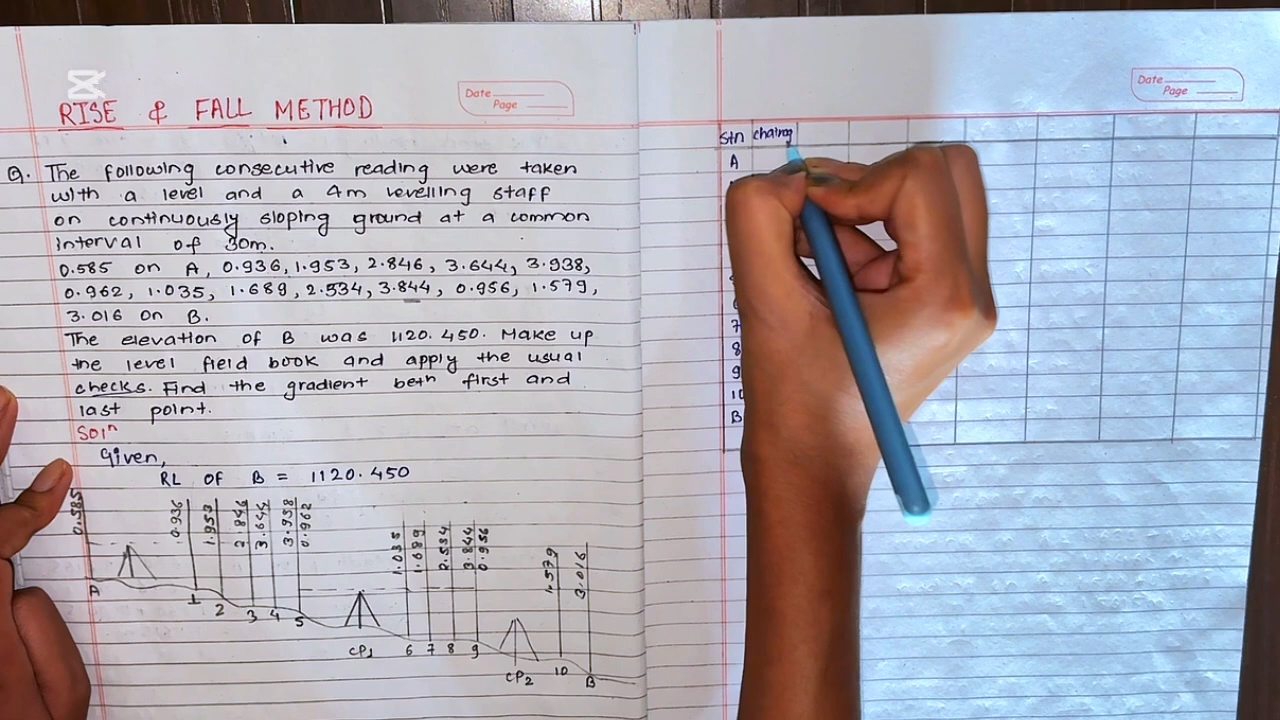 RISE & FALL METHOD
Date
Page
Q. The following consecutive reading were taken
with a level and a 4m levelling staff
on continuously sloping ground at a common
interval of 30m.
0.585 on A, 0.936, 1.953, 2.846, 3.644, 3.938,
0.962, 1.035, 1.689, 2.534, 3.844, 0.956, 1.579,
3.016 on B.
The elevation of B was 1120.450. Make up
the level field book and apply the usual
checks. Find the gradient betn first and
last point.
Soln
Given,
RL OF B = 1120.450
0.585
0.936
1.953
2.846
3.644
3.938
0.962
1.035
1.689
2.534
3.844
0.956
1.579
3.016
A 1 2 3 4 5 CP1 6 7 8 9 CP2 10 B
Date
Page
Stn
A
7
8
9
10
B